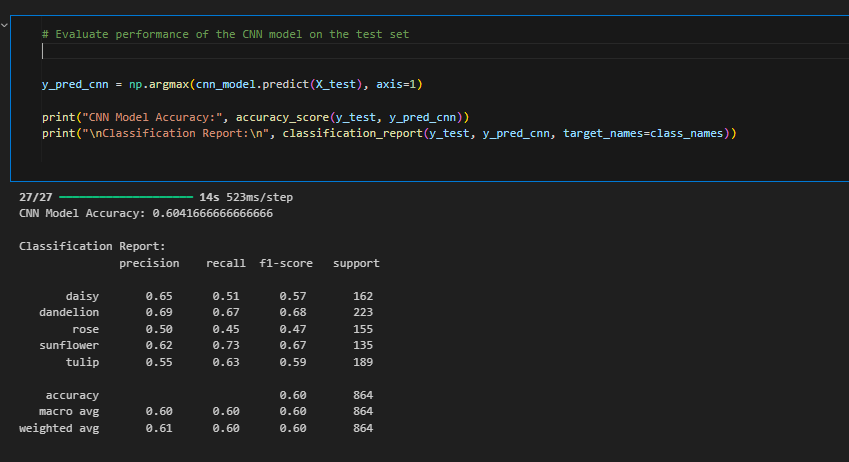 # Evaluate performance of the CNN model on the test set
y_pred_cnn = np.argmax(cnn_model.predict(X_test), axis=1)
print("CNN Model Accuracy:", accuracy_score(y_test, y_pred_cnn))
print("\nClassification Report:\n", classification_report(y_test, y_pred_cnn, target_names=class_names))
27/27 ━━━━━━━━━━━━━━━━━━━━ 14s 523ms/step
CNN Model Accuracy: 0.6041666666666666
Classification Report:
precision recall f1-score support
daisy 0.65 0.51 0.57 162
dandelion 0.69 0.67 0.68 223
rose 0.50 0.45 0.47 155
sunflower 0.62 0.73 0.67 135
tulip 0.55 0.63 0.59 189
accuracy 0.60 864
macro avg 0.60 0.60 0.60 864
weighted avg 0.61 0.60 0.60 864